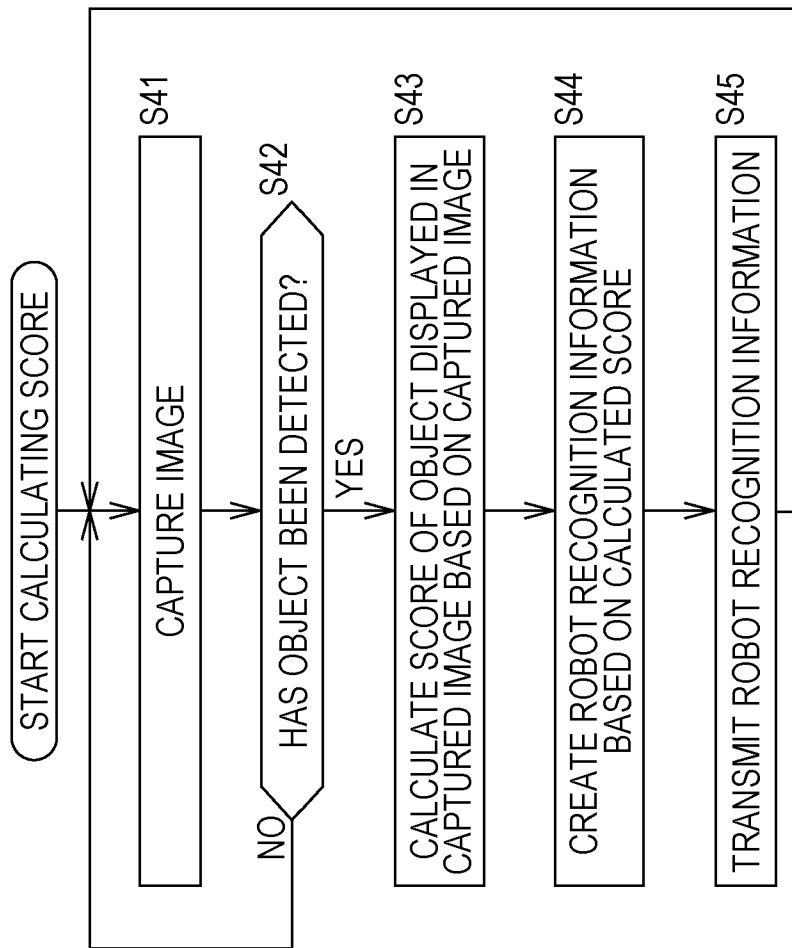 START CALCULATING SCORE
S41
CAPTURE IMAGE
S42
HAS OBJECT BEEN DETECTED?
NO
YES
S43
CALCULATE SCORE OF OBJECT DISPLAYED IN
CAPTURED IMAGE BASED ON CAPTURED IMAGE
S44
CREATE ROBOT RECOGNITION INFORMATION
BASED ON CALCULATED SCORE
S45
TRANSMIT ROBOT RECOGNITION INFORMATION